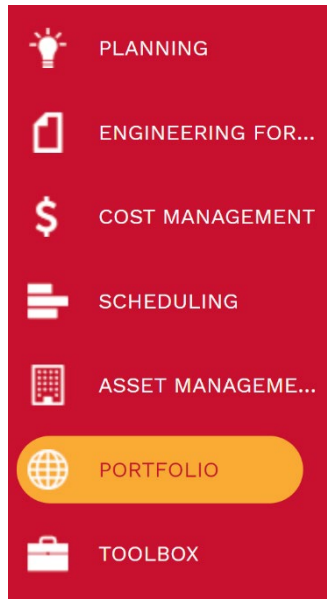 PLANNING
ENGINEERING FOR...
COST MANAGEMENT
SCHEDULING
ASSET MANAGEME...
PORTFOLIO
TOOLBOX